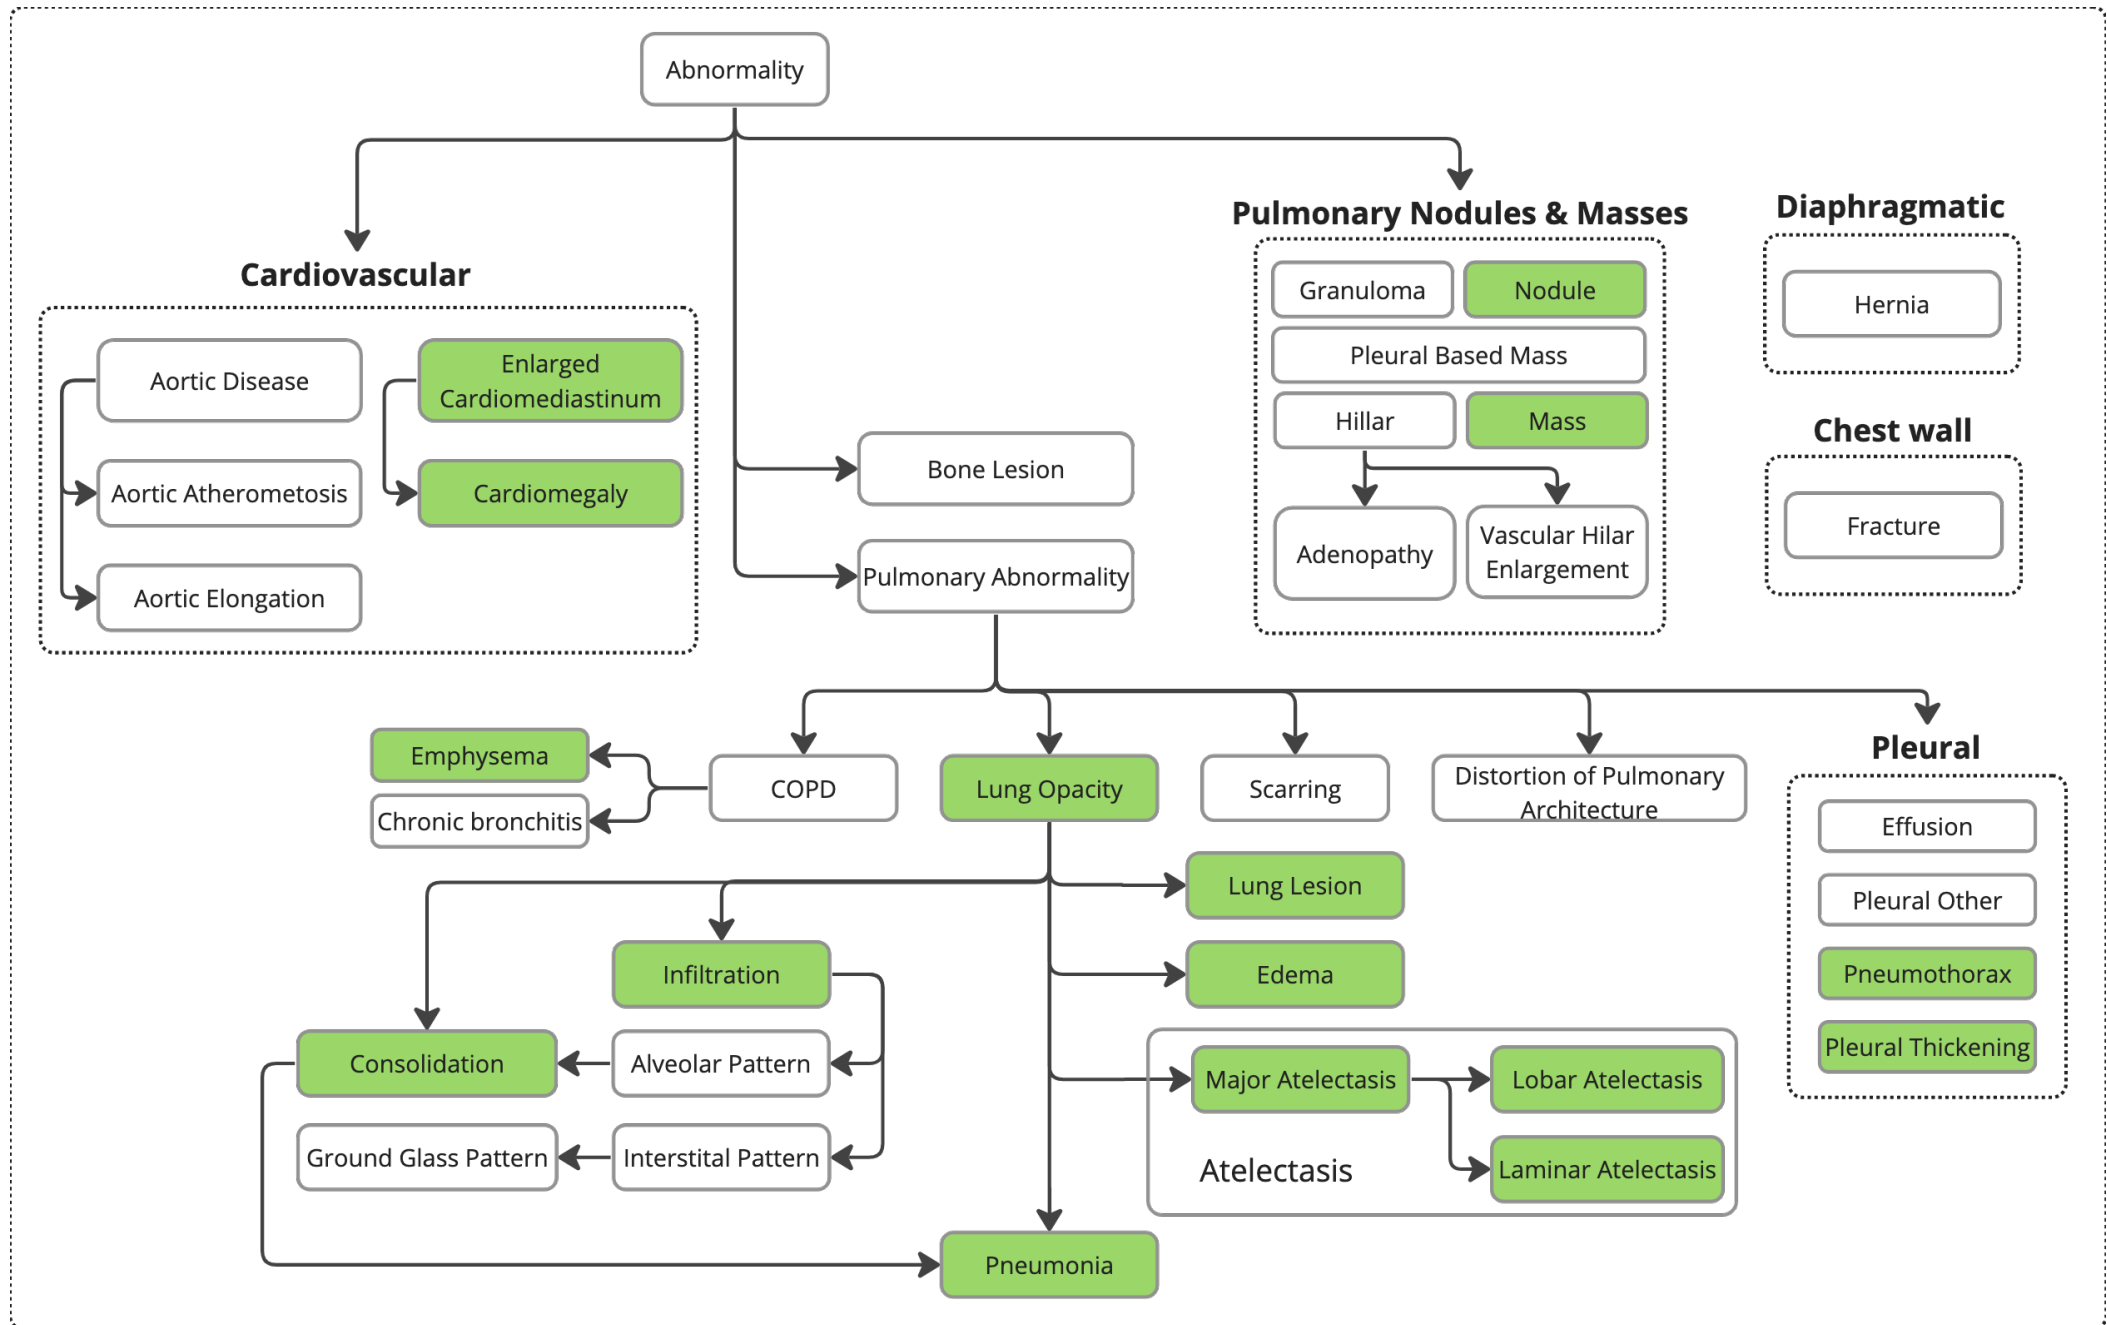 Abnormality
Cardiovascular
Aortic Disease
Enlarged
Cardiomediastinum
Aortic Atherometosis
Cardiomegaly
Aortic Elongation
Bone Lesion
Pulmonary Abnormality
Pulmonary Nodules & Masses
Granuloma
Nodule
Pleural Based Mass
Hillar
Mass
Adenopathy
Vascular Hilar
Enlargement
Diaphragmatic
Hernia
Chest wall
Fracture
Emphysema
Chronic bronchitis
COPD
Lung Opacity
Scarring
Distortion of Pulmonary
Architecture
Pleural
Effusion
Pleural Other
Pneumothorax
Pleural Thickening
Lung Lesion
Infiltration
Edema
Consolidation
Alveolar Pattern
Ground Glass Pattern
Interstital Pattern
Major Atelectasis
Lobar Atelectasis
Atelectasis
Laminar Atelectasis
Pneumonia